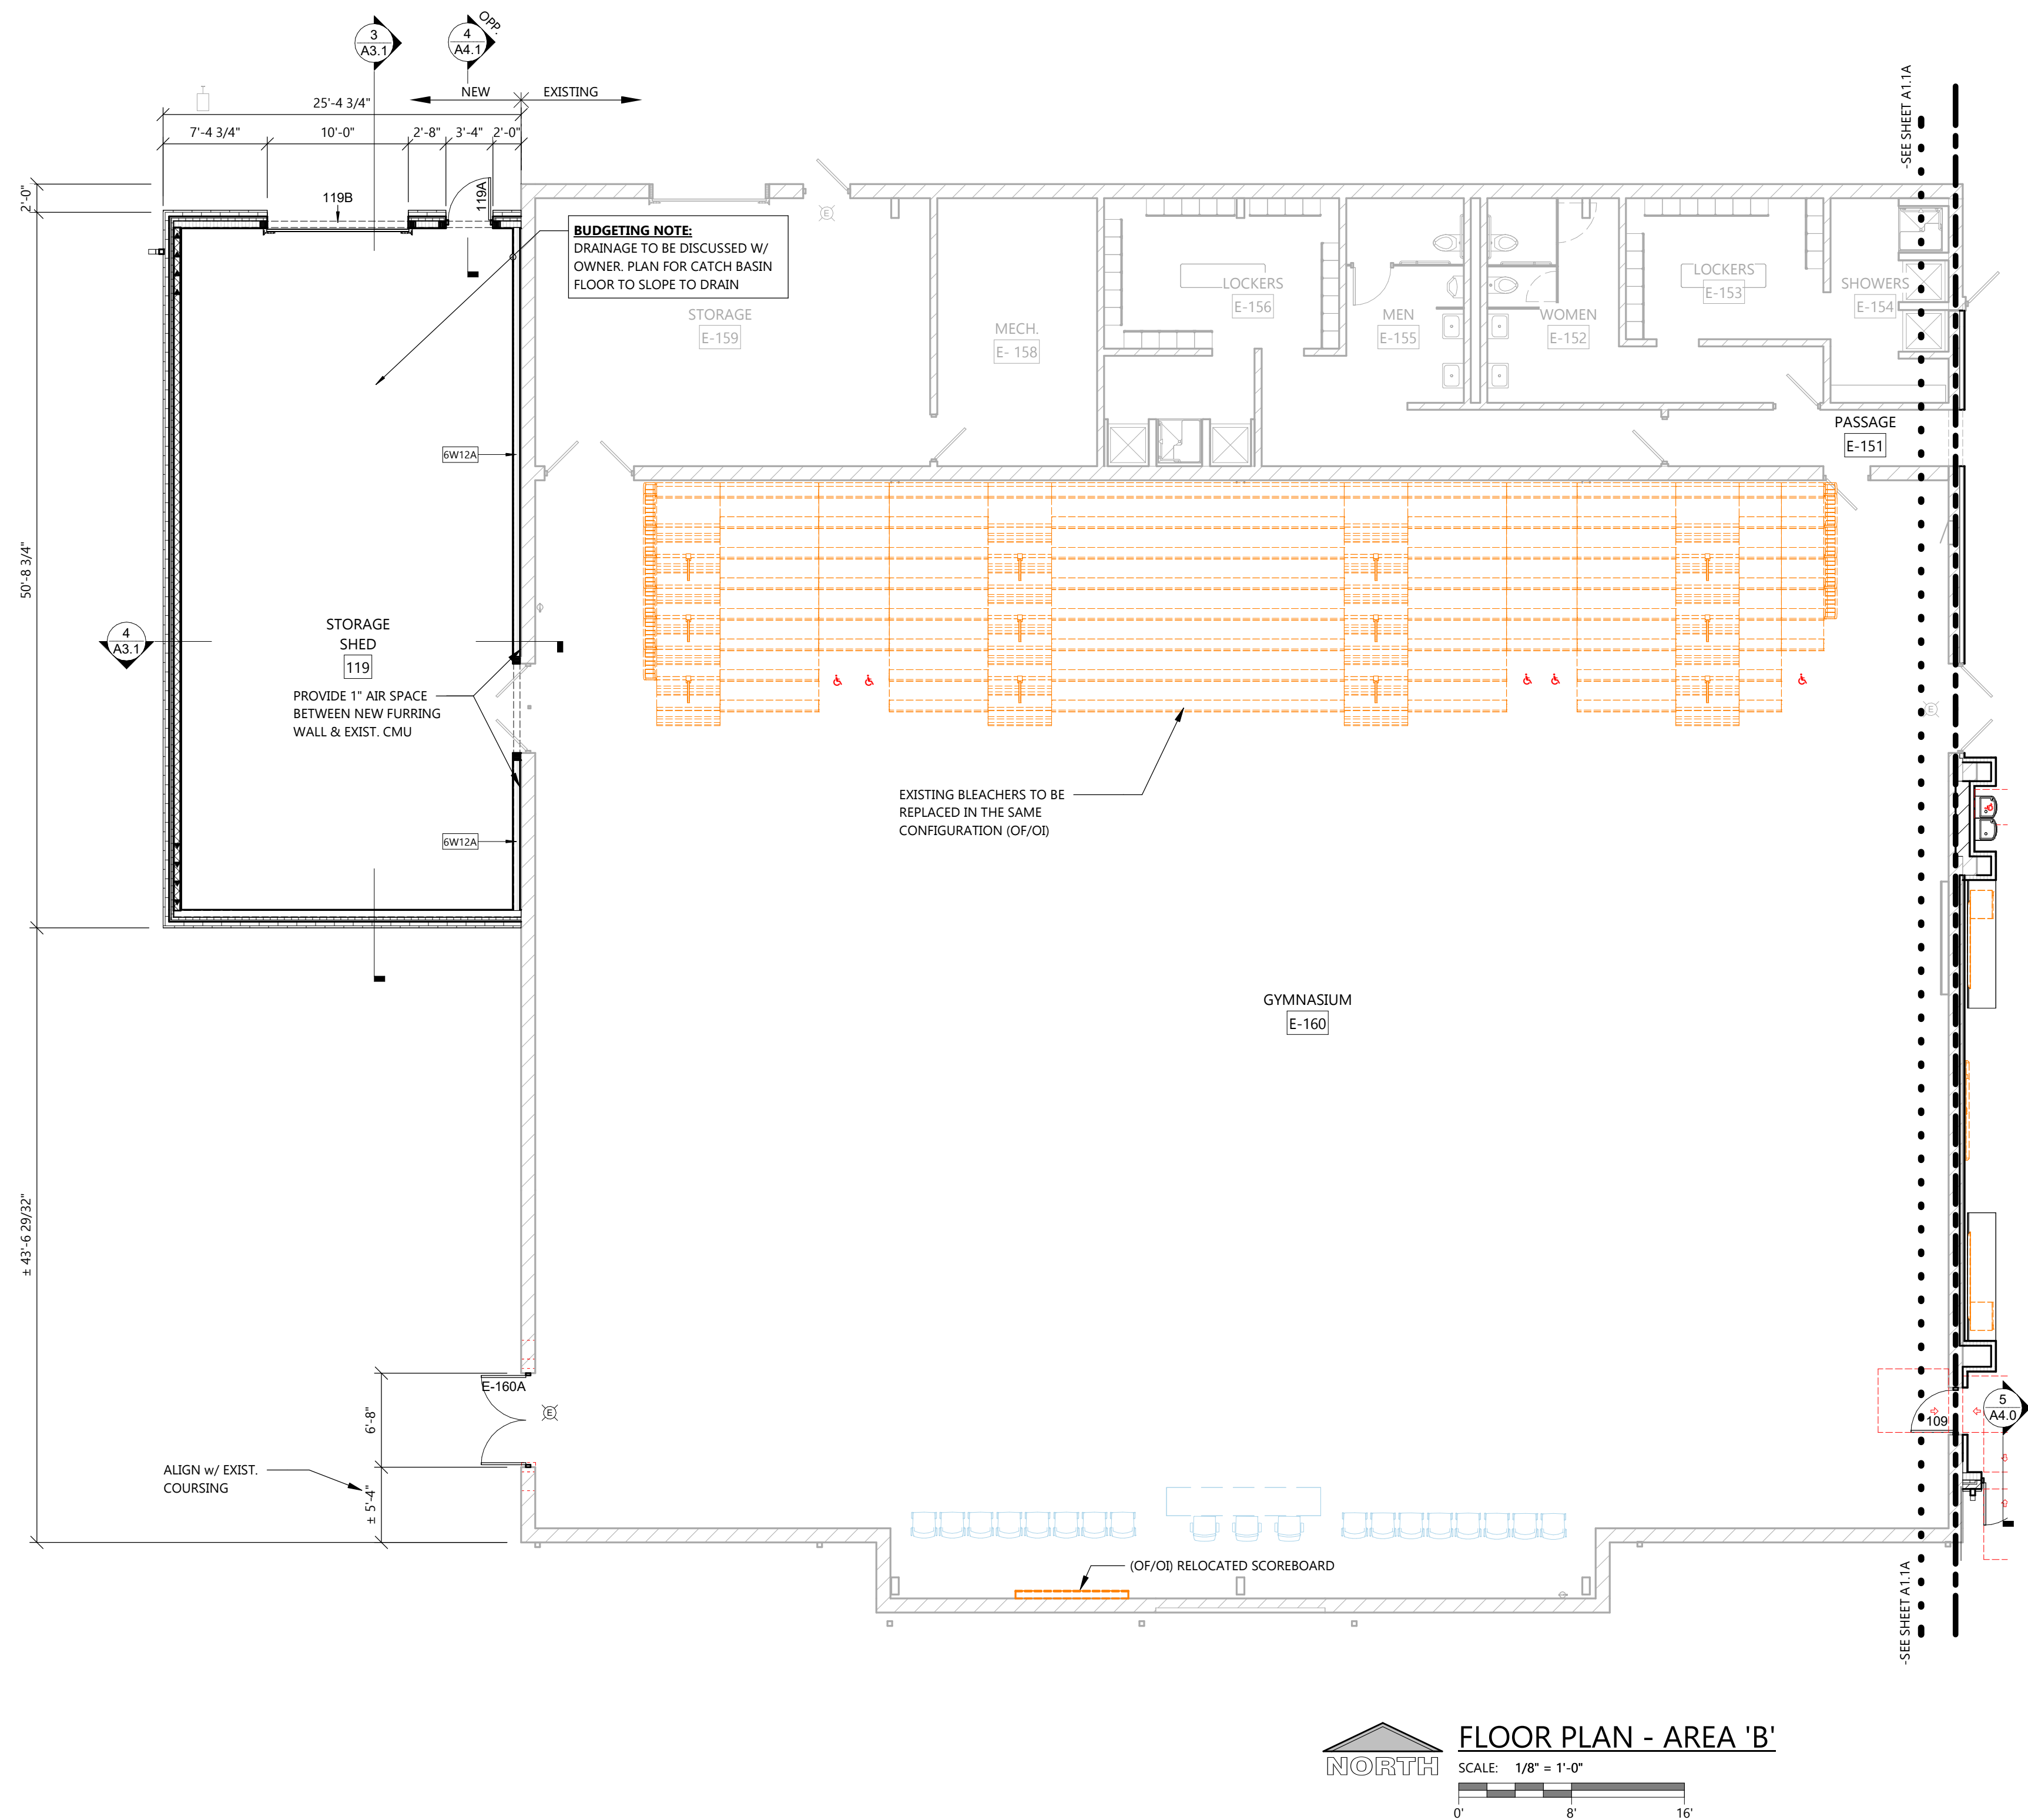 3
A3.1
4
A4.1
OPP.
NEW
EXISTING
25'-4 3/4"
7'-4 3/4"
10'-0"
2'-8"
3'-4"
2'-0"
-SEE SHEET A1.1A
2'-0"
119B
119A
E
BUDGETING NOTE:
DRAINAGE TO BE DISCUSSED W/
OWNER. PLAN FOR CATCH BASIN
FLOOR TO SLOPE TO DRAIN
STORAGE
E-159
MECH.
E- 158
LOCKERS
E-156
MEN
E-155
WOMEN
E-152
LOCKERS
E-153
SHOWERS
E-154
PASSAGE
E-151
6W12A
50'-8 3/4"
4
A3.1
STORAGE
SHED
119
PROVIDE 1" AIR SPACE
BETWEEN NEW FURRING
WALL & EXIST. CMU
E
EXISTING BLEACHERS TO BE
REPLACED IN THE SAME
CONFIGURATION (OF/OI)
6W12A
GYMNASIUM
E-160
± 43'-6 29/32"
E-160A
E
6'-8"
5
A4.0
109
ALIGN w/ EXIST.
COURSING
± 5'-4"
(OF/OI) RELOCATED SCOREBOARD
-SEE SHEET A1.1A
NORTH
FLOOR PLAN - AREA 'B'
SCALE: 1/8" = 1'-0"
0'
8'
16'